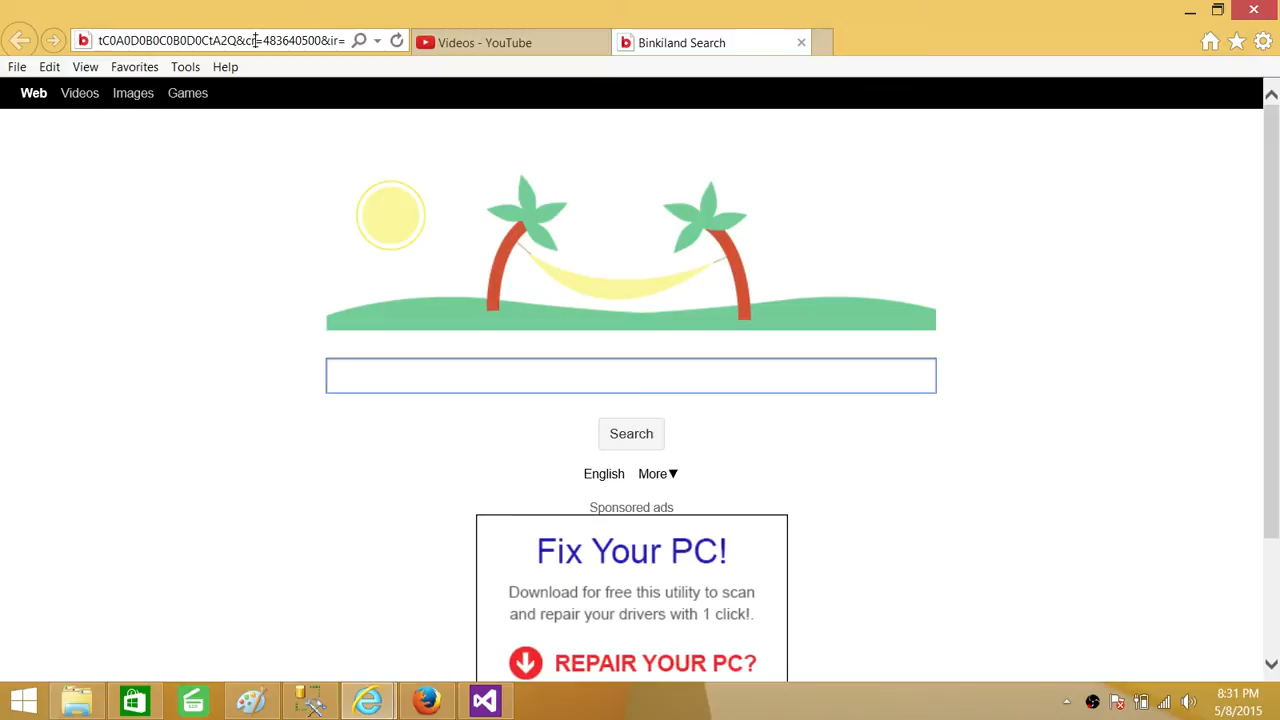 tC0A0D0B0C0B0D0CtA2Q&cr=483640500&ir=
Videos - YouTube
Binkiland Search
File Edit View Favorites Tools Help
Web Videos Images Games
Search
English More▼
Sponsored ads
Fix Your PC!
Download for free this utility to scan
and repair your drivers with 1 click!.
REPAIR YOUR PC?
8:31 PM
5/8/2015